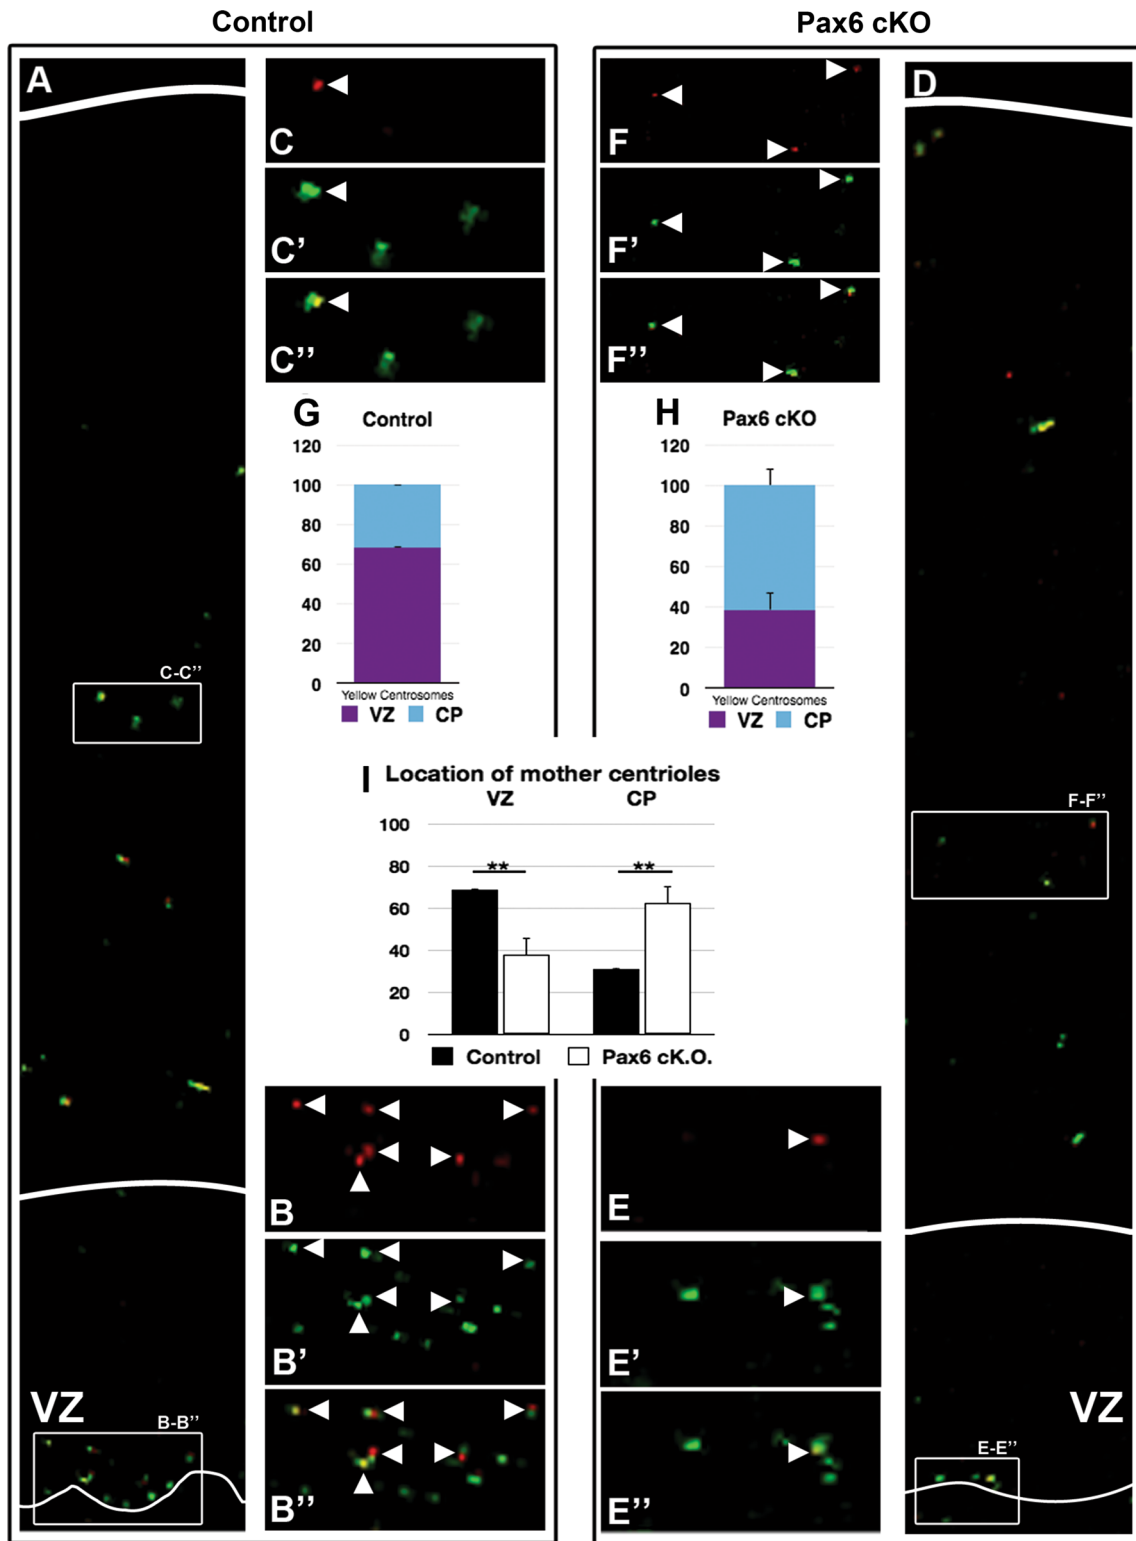 Control
Pax6 cKO
A
C
C’
C’’
F
F’
F’’
D
G
Control
120
100
80
60
40
20
0
Yellow Centrosomes
VZ
CP
H
Pax6 cKO
120
100
80
60
40
20
0
Yellow Centrosomes
VZ
CP
C-C’’
F-F’’
I
Location of mother centrioles
VZ
CP
100
80
60
40
20
0
**
**
Control
Pax6 cK.O.
B
B’
B’’
E
E’
E’’
VZ
B-B’’
VZ
E-E’’